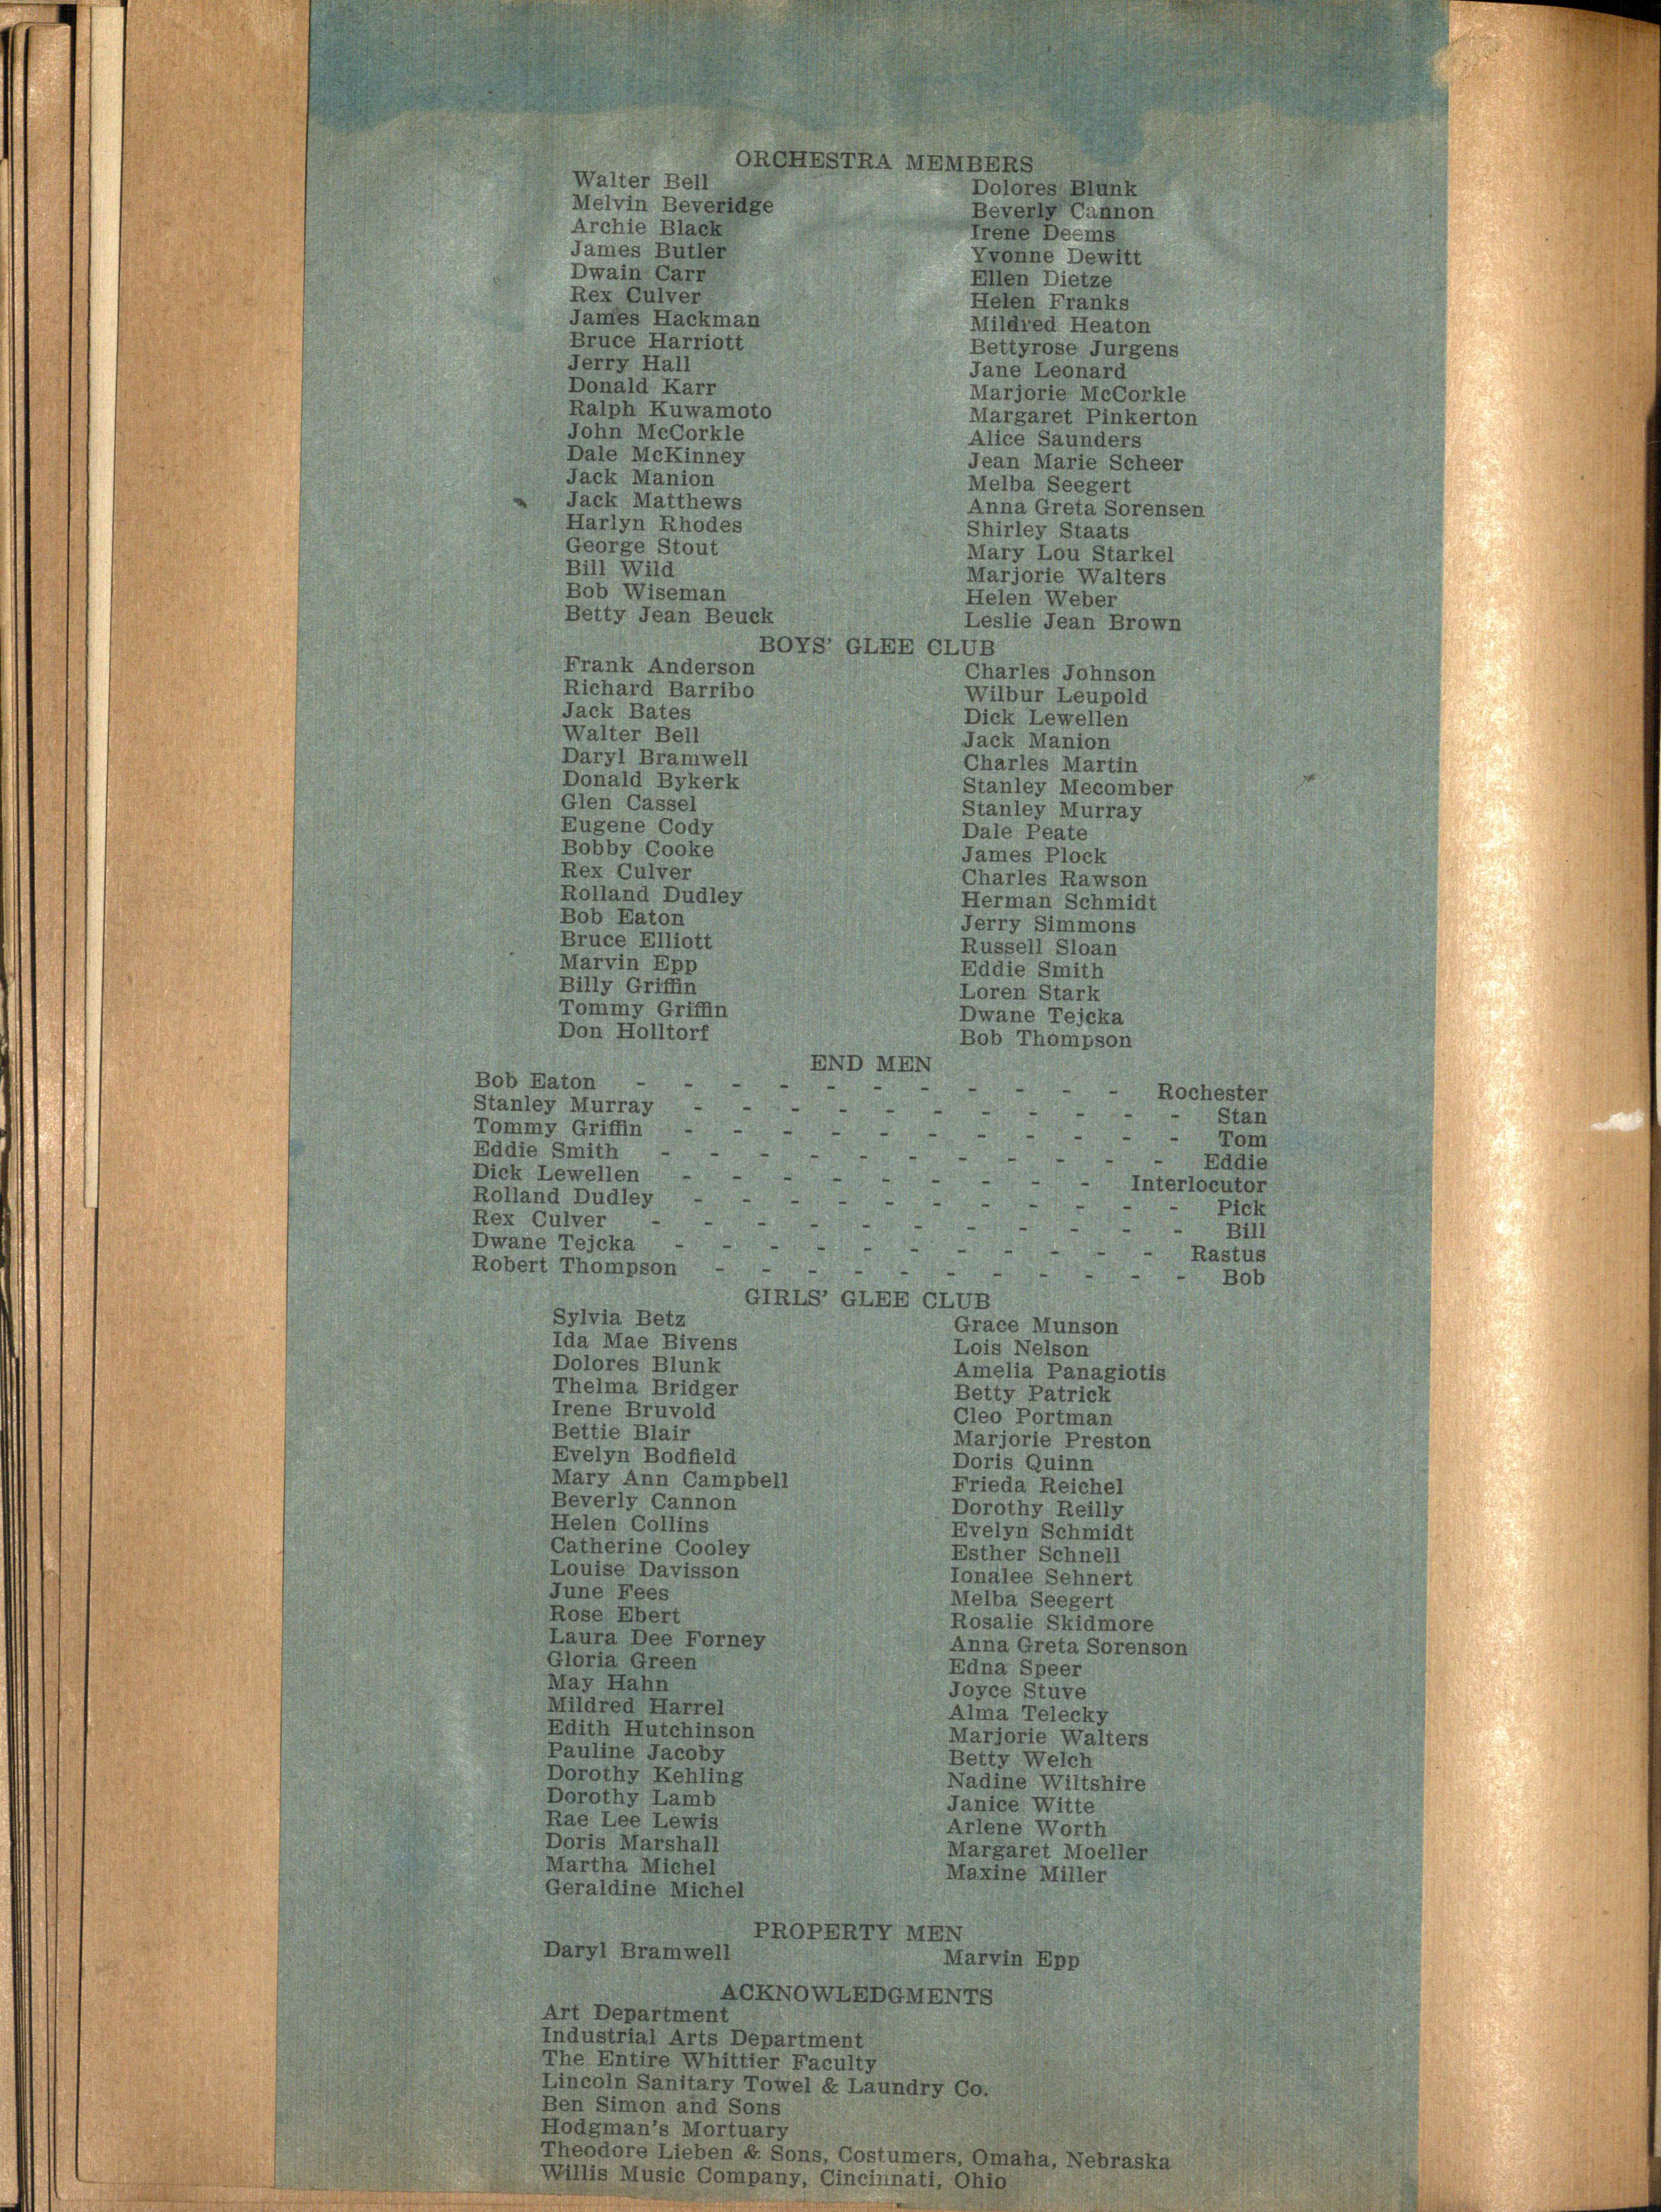 ORCHESTRA MEMBERS
Walter Bell
Melvin Beveridge
Archie Black
James Butler
Dwain Carr
Rex Culver
James Hackman
Bruce Harriott
Jerry Hall
Donald Karr
Ralph Kuwamoto
John McCorkle
Dale McKinney
Jack Manion
Jack Matthews
Harlyn Rhodes
George Stout
Bill Wild
Bob Wiseman
Betty Jean Beuck
Dolores Blunk
Beverly Cannon
Irene Deems
Yvonne Dewitt
Ellen Dietze
Helen Franks
Mildred Heaton
Bettyrose Jurgens
Jane Leonard
Marjorie McCorkle
Margaret Pinkerton
Alice Saunders
Jean Marie Scheer
Melba Seegert
Anna Greta Sorensen
Shirley Staats
Mary Lou Starkel
Marjorie Walters
Helen Weber
Leslie Jean Brown
BOYS' GLEE CLUB
Frank Anderson
Richard Barribo
Jack Bates
Walter Bell
Daryl Bramwell
Donald Bykerk
Glen Cassel
Eugene Cody
Bobby Cooke
Rex Culver
Rolland Dudley
Bob Eaton
Bruce Elliott
Marvin Epp
Billy Griffin
Tommy Griffin
Don Holltorf
Charles Johnson
Wilbur Leupold
Dick Lewellen
Jack Manion
Charles Martin
Stanley Mecomber
Stanley Murray
Dale Peate
James Plock
Charles Rawson
Herman Schmidt
Jerry Simmons
Russell Sloan
Eddie Smith
Loren Stark
Dwane Tejcka
Bob Thompson
END MEN
Bob Eaton - - - - - - - - - - - Rochester
Stanley Murray - - - - - - - - - - - Stan
Tommy Griffin - - - - - - - - - - - Tom
Eddie Smith - - - - - - - - - - - Eddie
Dick Lewellen - - - - - - - - - Interlocutor
Rolland Dudley - - - - - - - - - - - Pick
Rex Culver - - - - - - - - - - - Bill
Dwane Tejcka - - - - - - - - - - - Rastus
Robert Thompson - - - - - - - - - - - Bob
GIRLS' GLEE CLUB
Sylvia Betz
Ida Mae Bivens
Dolores Blunk
Thelma Bridger
Irene Bruvold
Bettie Blair
Evelyn Bodfield
Mary Ann Campbell
Beverly Cannon
Helen Collins
Catherine Cooley
Louise Davisson
June Fees
Rose Ebert
Laura Dee Forney
Gloria Green
May Hahn
Mildred Harrel
Edith Hutchinson
Pauline Jacoby
Dorothy Kehling
Dorothy Lamb
Rae Lee Lewis
Doris Marshall
Martha Michel
Geraldine Michel
Grace Munson
Lois Nelson
Amelia Panagiotis
Betty Patrick
Cleo Portman
Marjorie Preston
Doris Quinn
Frieda Reichel
Dorothy Reilly
Evelyn Schmidt
Esther Schnell
Ionalee Sehnert
Melba Seegert
Rosalie Skidmore
Anna Greta Sorenson
Edna Speer
Joyce Stuve
Alma Telecky
Marjorie Walters
Betty Welch
Nadine Wiltshire
Janice Witte
Arlene Worth
Margaret Moeller
Maxine Miller
PROPERTY MEN
Daryl Bramwell
Marvin Epp
ACKNOWLEDGMENTS
Art Department
Industrial Arts Department
The Entire Whittier Faculty
Lincoln Sanitary Towel & Laundry Co.
Ben Simon and Sons
Hodgman's Mortuary
Theodore Lieben & Sons, Costumers, Omaha, Nebraska
Willis Music Company, Cincinnati, Ohio